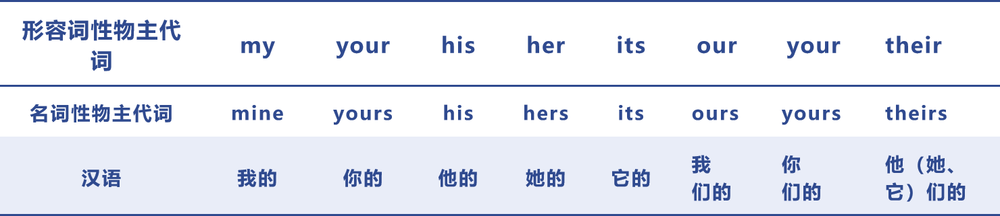 形容词性物主代词 my your his her its our your their
名词性物主代词 mine yours his hers its ours yours theirs
汉语 我的 你的 他的 她的 它的 我们的 你们的 他（她、它）们的